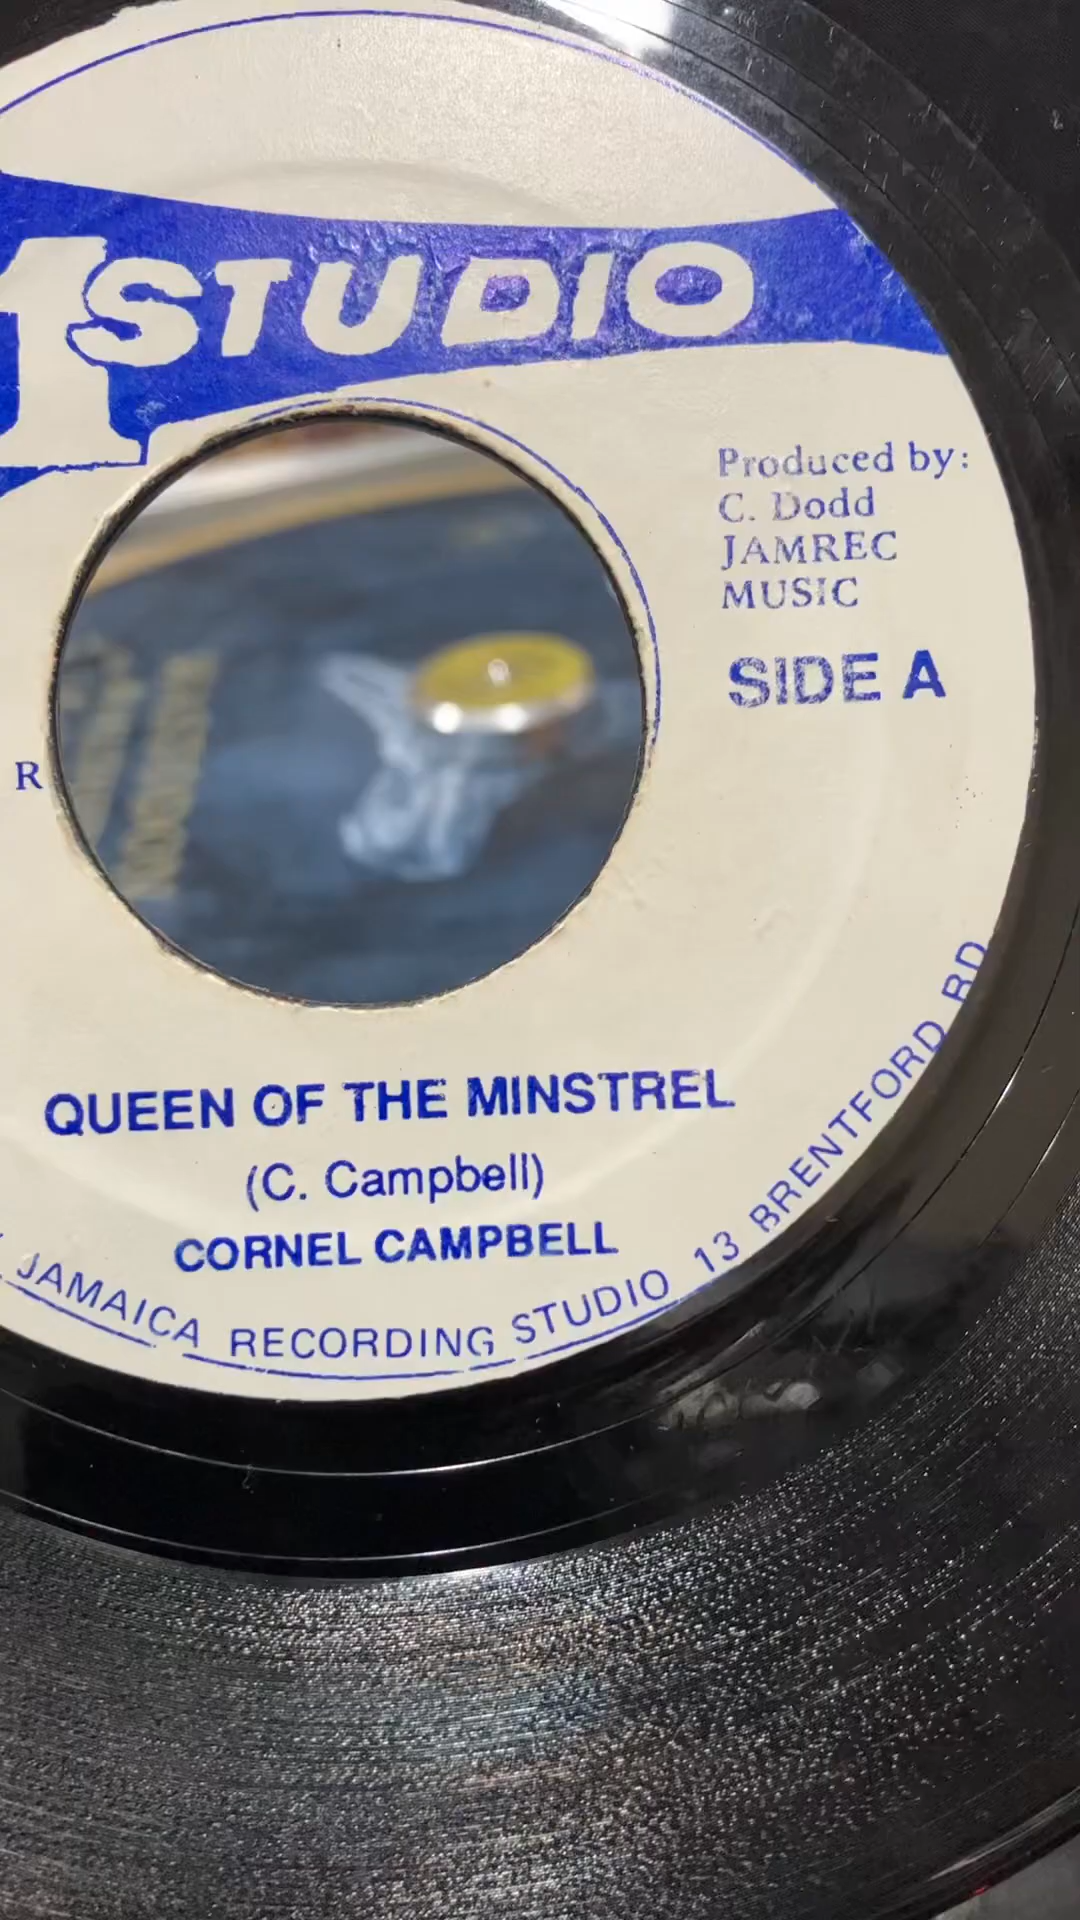 1 STUDIO
Produced by:
C. Dodd
JAMREC
MUSIC
SIDE A
R
QUEEN OF THE MINSTREL
(C. Campbell)
CORNEL CAMPBELL
JAMAICA RECORDING STUDIO 13 BRENTFORD RD